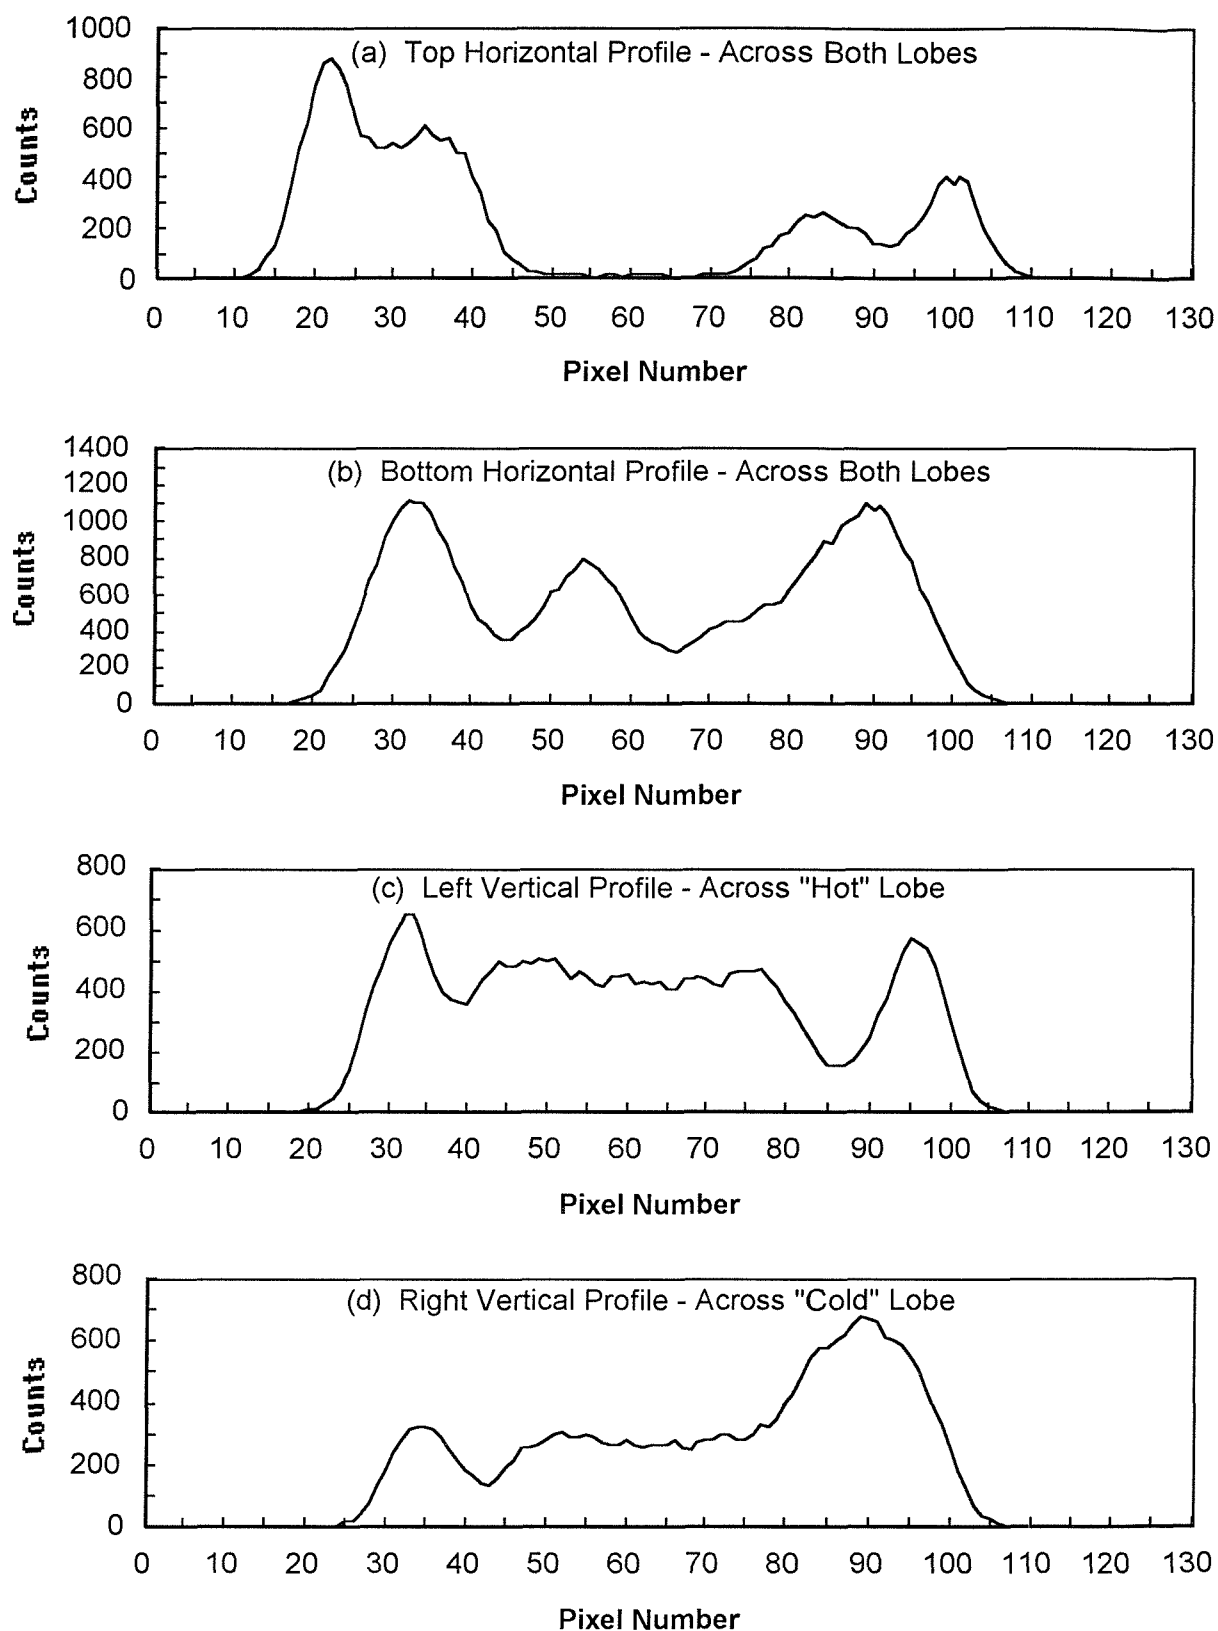 (a) Top Horizontal Profile - Across Both Lobes
Counts
1000
800
600
400
200
0
0 10 20 30 40 50 60 70 80 90 100 110 120 130
Pixel Number
(b) Bottom Horizontal Profile - Across Both Lobes
Counts
1400
1200
1000
800
600
400
200
0
0 10 20 30 40 50 60 70 80 90 100 110 120 130
Pixel Number
(c) Left Vertical Profile - Across "Hot" Lobe
Counts
800
600
400
200
0
0 10 20 30 40 50 60 70 80 90 100 110 120 130
Pixel Number
(d) Right Vertical Profile - Across "Cold" Lobe
Counts
800
600
400
200
0
0 10 20 30 40 50 60 70 80 90 100 110 120 130
Pixel Number